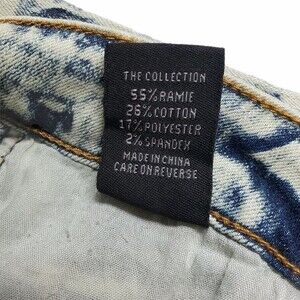 THE COLLECTION
55% RAMIE
26% COTTON
17% POLYESTER
2% SPANDEX
MADE IN CHINA
CARE ON REVERSE